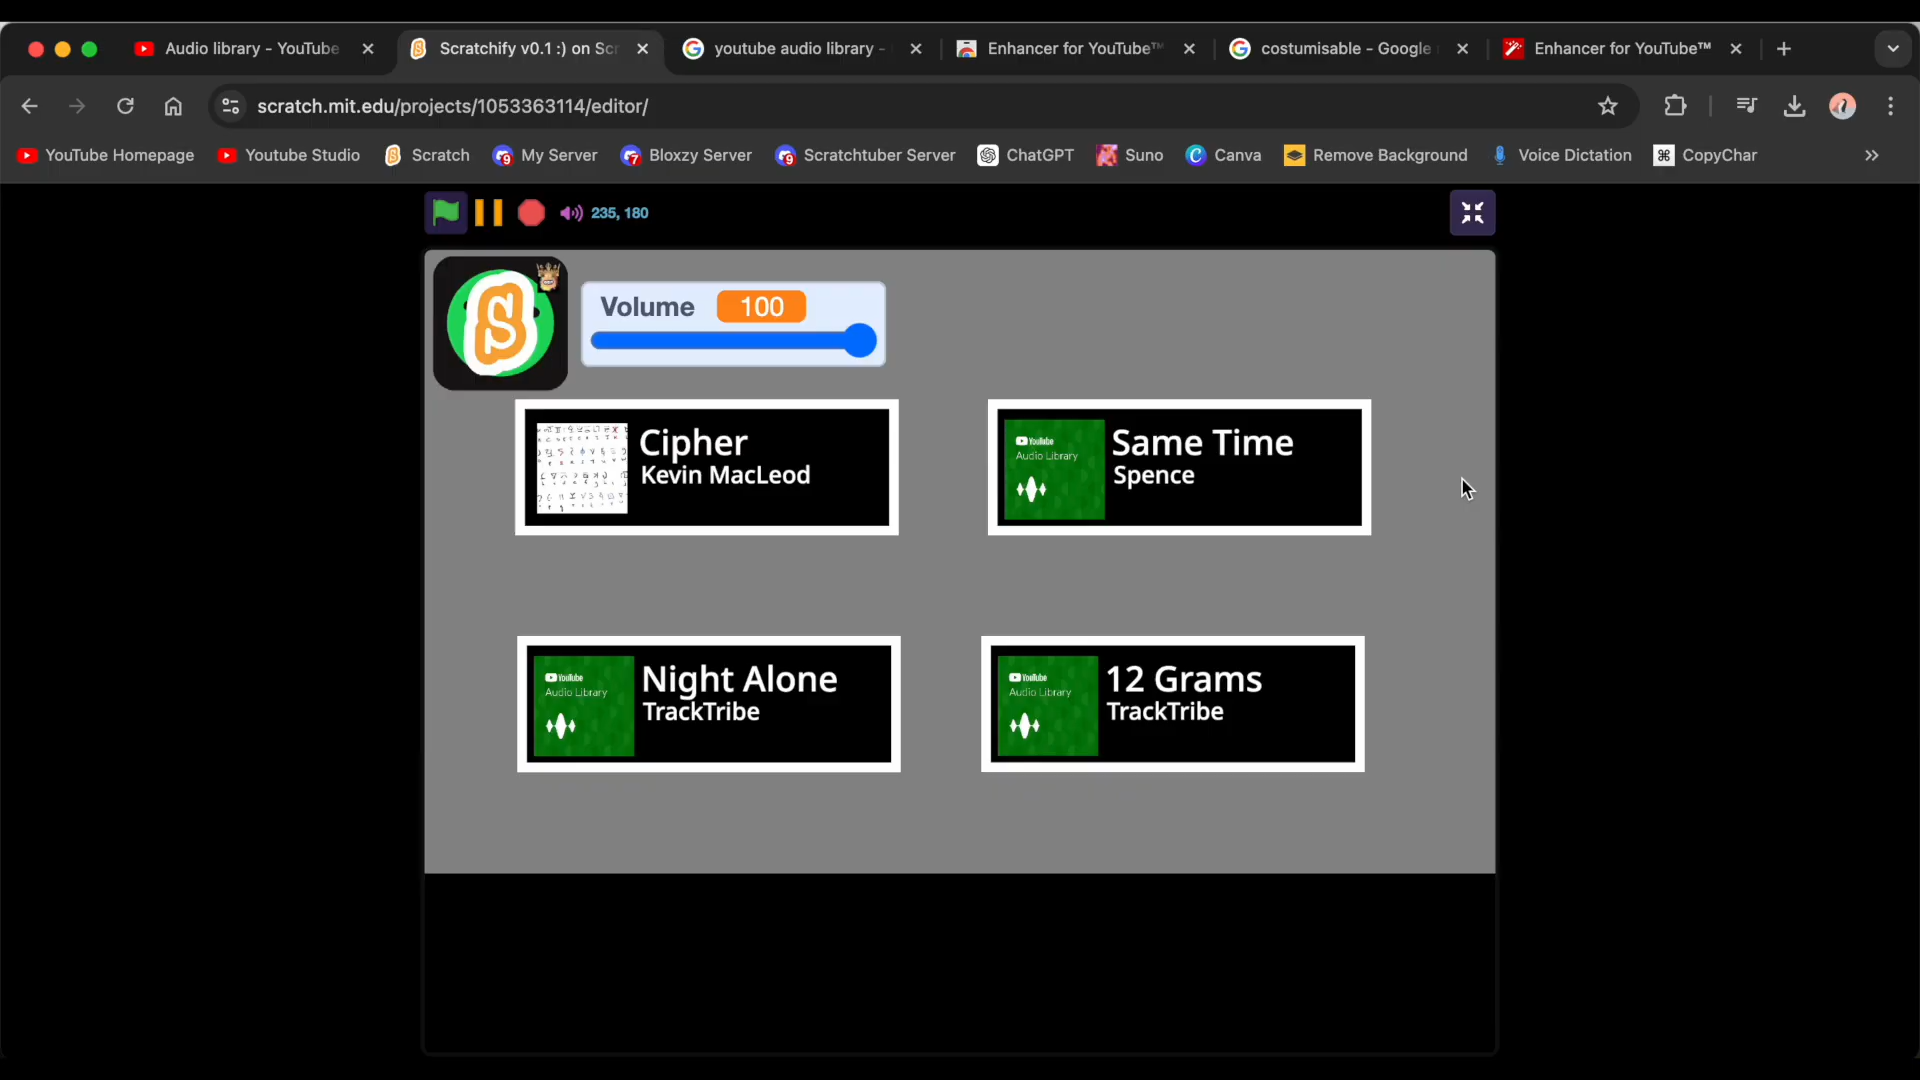 Audio library - YouTube
Scratchify v0.1 :) on Scr
youtube audio library -
Enhancer for YouTube™
costumisable - Google
Enhancer for YouTube™
scratch.mit.edu/projects/1053363114/editor/
YouTube Homepage
Youtube Studio
Scratch
My Server
Bloxzy Server
Scratchtuber Server
ChatGPT
Suno
Canva
Remove Background
Voice Dictation
CopyChar
235, 180
Volume 100
Cipher
Kevin MacLeod
YouTube
Audio Library
Same Time
Spence
YouTube
Audio Library
Night Alone
TrackTribe
YouTube
Audio Library
12 Grams
TrackTribe